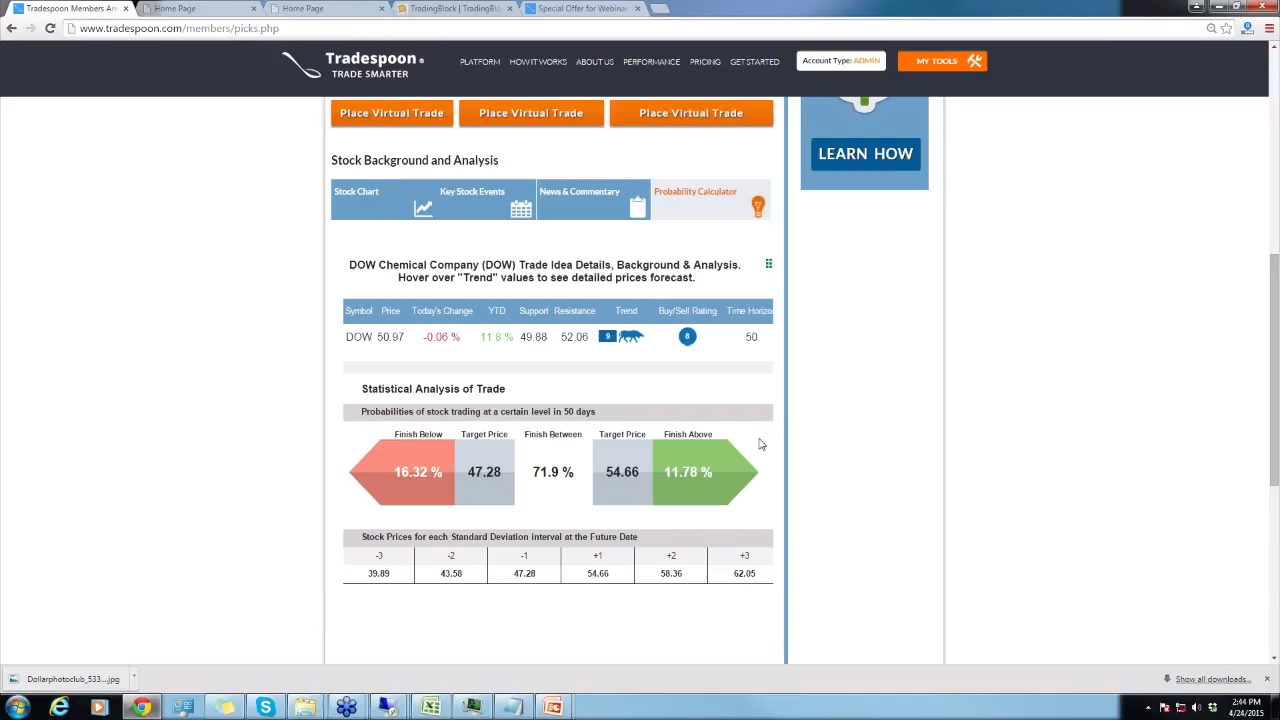 Tradespoon Members Are
Home Page
Home Page
TradingBlock | TradingBlo
Special Offer for Webinar
www.tradespoon.com/members/picks.php
Tradespoon®
TRADE SMARTER
PLATFORM
HOW IT WORKS
ABOUT US
PERFORMANCE
PRICING
GET STARTED
Account Type: ADMIN
MY TOOLS
Place Virtual Trade
Place Virtual Trade
Place Virtual Trade
LEARN HOW
Stock Background and Analysis
Stock Chart
Key Stock Events
News & Commentary
Probability Calculator
DOW Chemical Company (DOW) Trade Idea Details, Background & Analysis.
Hover over "Trend" values to see detailed prices forecast.
Symbol Price Today's Change YTD Support Resistance Trend Buy/Sell Rating Time Horizo
DOW 50.97 -0.06 % 11.8 % 49.88 52.06 9 8 50
Statistical Analysis of Trade
Probabilities of stock trading at a certain level in 50 days
Finish Below Target Price Finish Between Target Price Finish Above
16.32 % 47.28 71.9 % 54.66 11.78 %
Stock Prices for each Standard Deviation interval at the Future Date
-3 -2 -1 +1 +2 +3
39.89 43.58 47.28 54.66 58.36 62.05
Dollarphotoclub_533....jpg
Show all downloads...
2:44 PM
4/24/2015